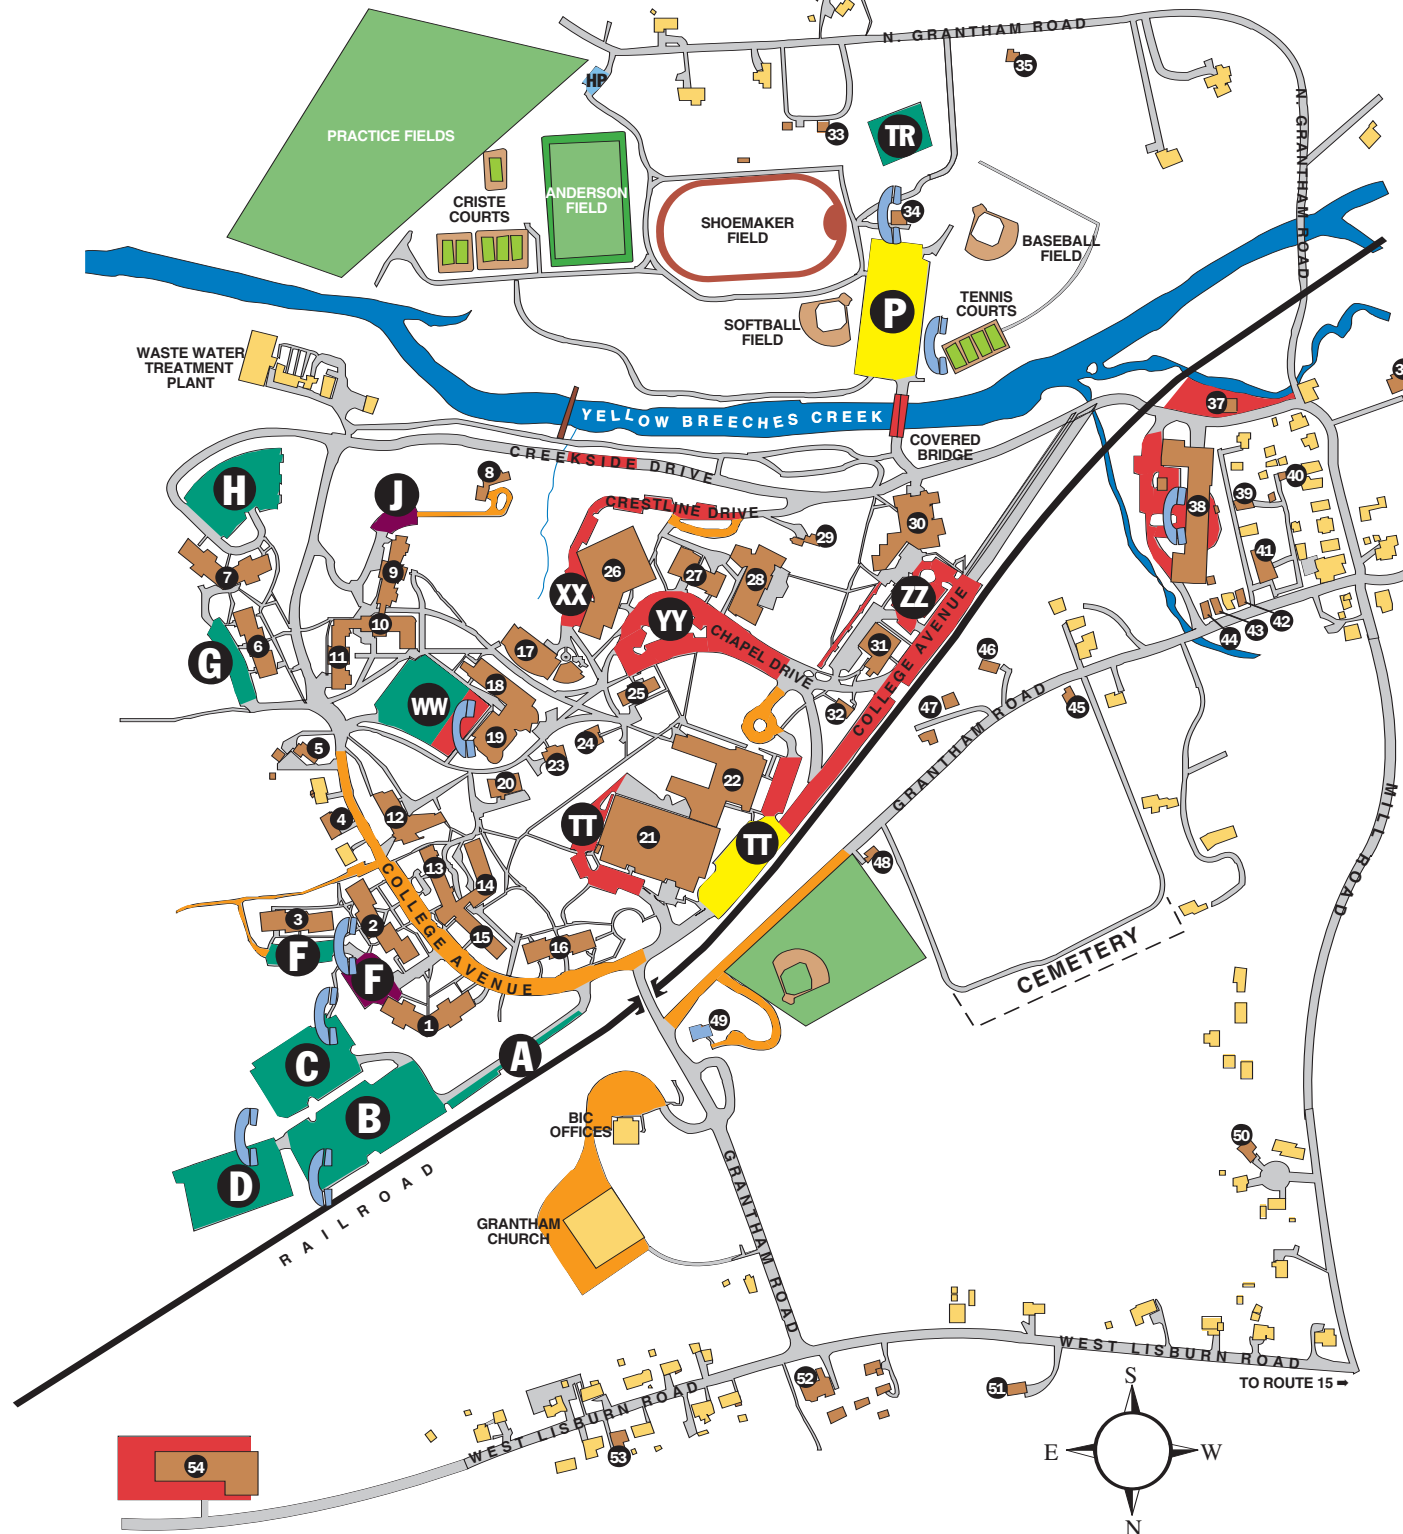 N. GRANTHAM ROAD
35
HP
N. GRANTHAM ROAD
PRACTICE FIELDS
33
TR
ANDERSON
FIELD
CRISTE
COURTS
34
SHOEMAKER
FIELD
BASEBALL
FIELD
P
TENNIS
COURTS
SOFTBALL
FIELD
WASTE WATER
TREATMENT
PLANT
37
YELLOW BREECHES CREEK
COVERED
BRIDGE
CREEKSIDE DRIVE
8
H
J
40
39
38
CRESTLINE DRIVE
30
29
41
7
9
26
27
28
XX
ZZ
YY
10
42
43
44
6
11
G
17
CHAPEL DRIVE
31
46
18
25
WW
COLLEGE AVENUE
47
45
32
GRANTHAM ROAD
19
24
5
23
20
22
12
4
TT
21
TT
MILL ROAD
13
48
14
COLLEGE AVENUE
3
2
15
16
F
F
CEMETERY
1
49
A
C
B
BIC
OFFICES
50
D
RAILROAD
GRANTHAM ROAD
GRANTHAM
CHURCH
WEST LISBURN ROAD
TO ROUTE 15
52
51
S
WEST LISBURN ROAD
E
W
53
54
N